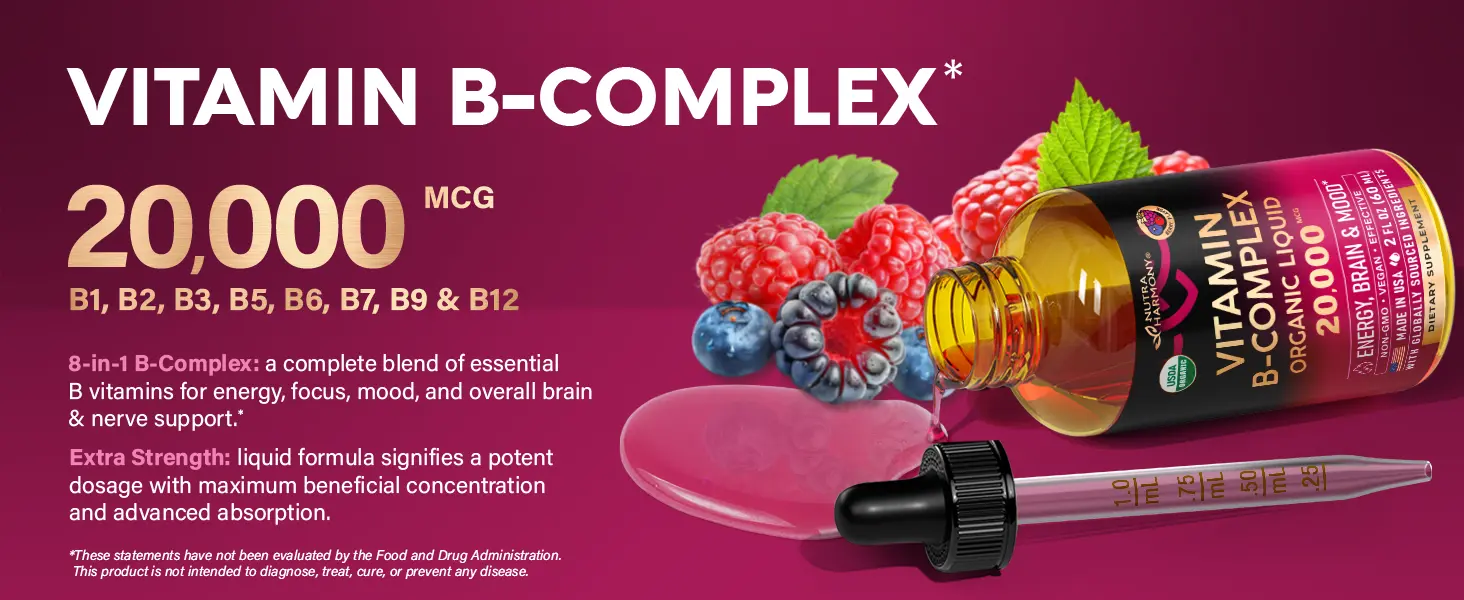 VITAMIN B-COMPLEX*
20,000 MCG
B1, B2, B3, B5, B6, B7, B9 & B12
8-in-1 B-Complex: a complete blend of essential
B vitamins for energy, focus, mood, and overall brain
& nerve support.*
Extra Strength: liquid formula signifies a potent
dosage with maximum beneficial concentration
and advanced absorption.
*These statements have not been evaluated by the Food and Drug Administration.
This product is not intended to diagnose, treat, cure, or prevent any disease.
NUTRA
HARMONY®
USDA
ORGANIC
VITAMIN
B-COMPLEX
ORGANIC LIQUID
20,000 MCG
ENERGY, BRAIN & MOOD*
NON-GMO • VEGAN • EFFECTIVE
MADE IN USA 2 FL OZ (60 ML)
WITH GLOBALLY SOURCED INGREDIENTS
DIETARY SUPPLEMENT
1.0
mL
.75
mL
.50
mL
.25